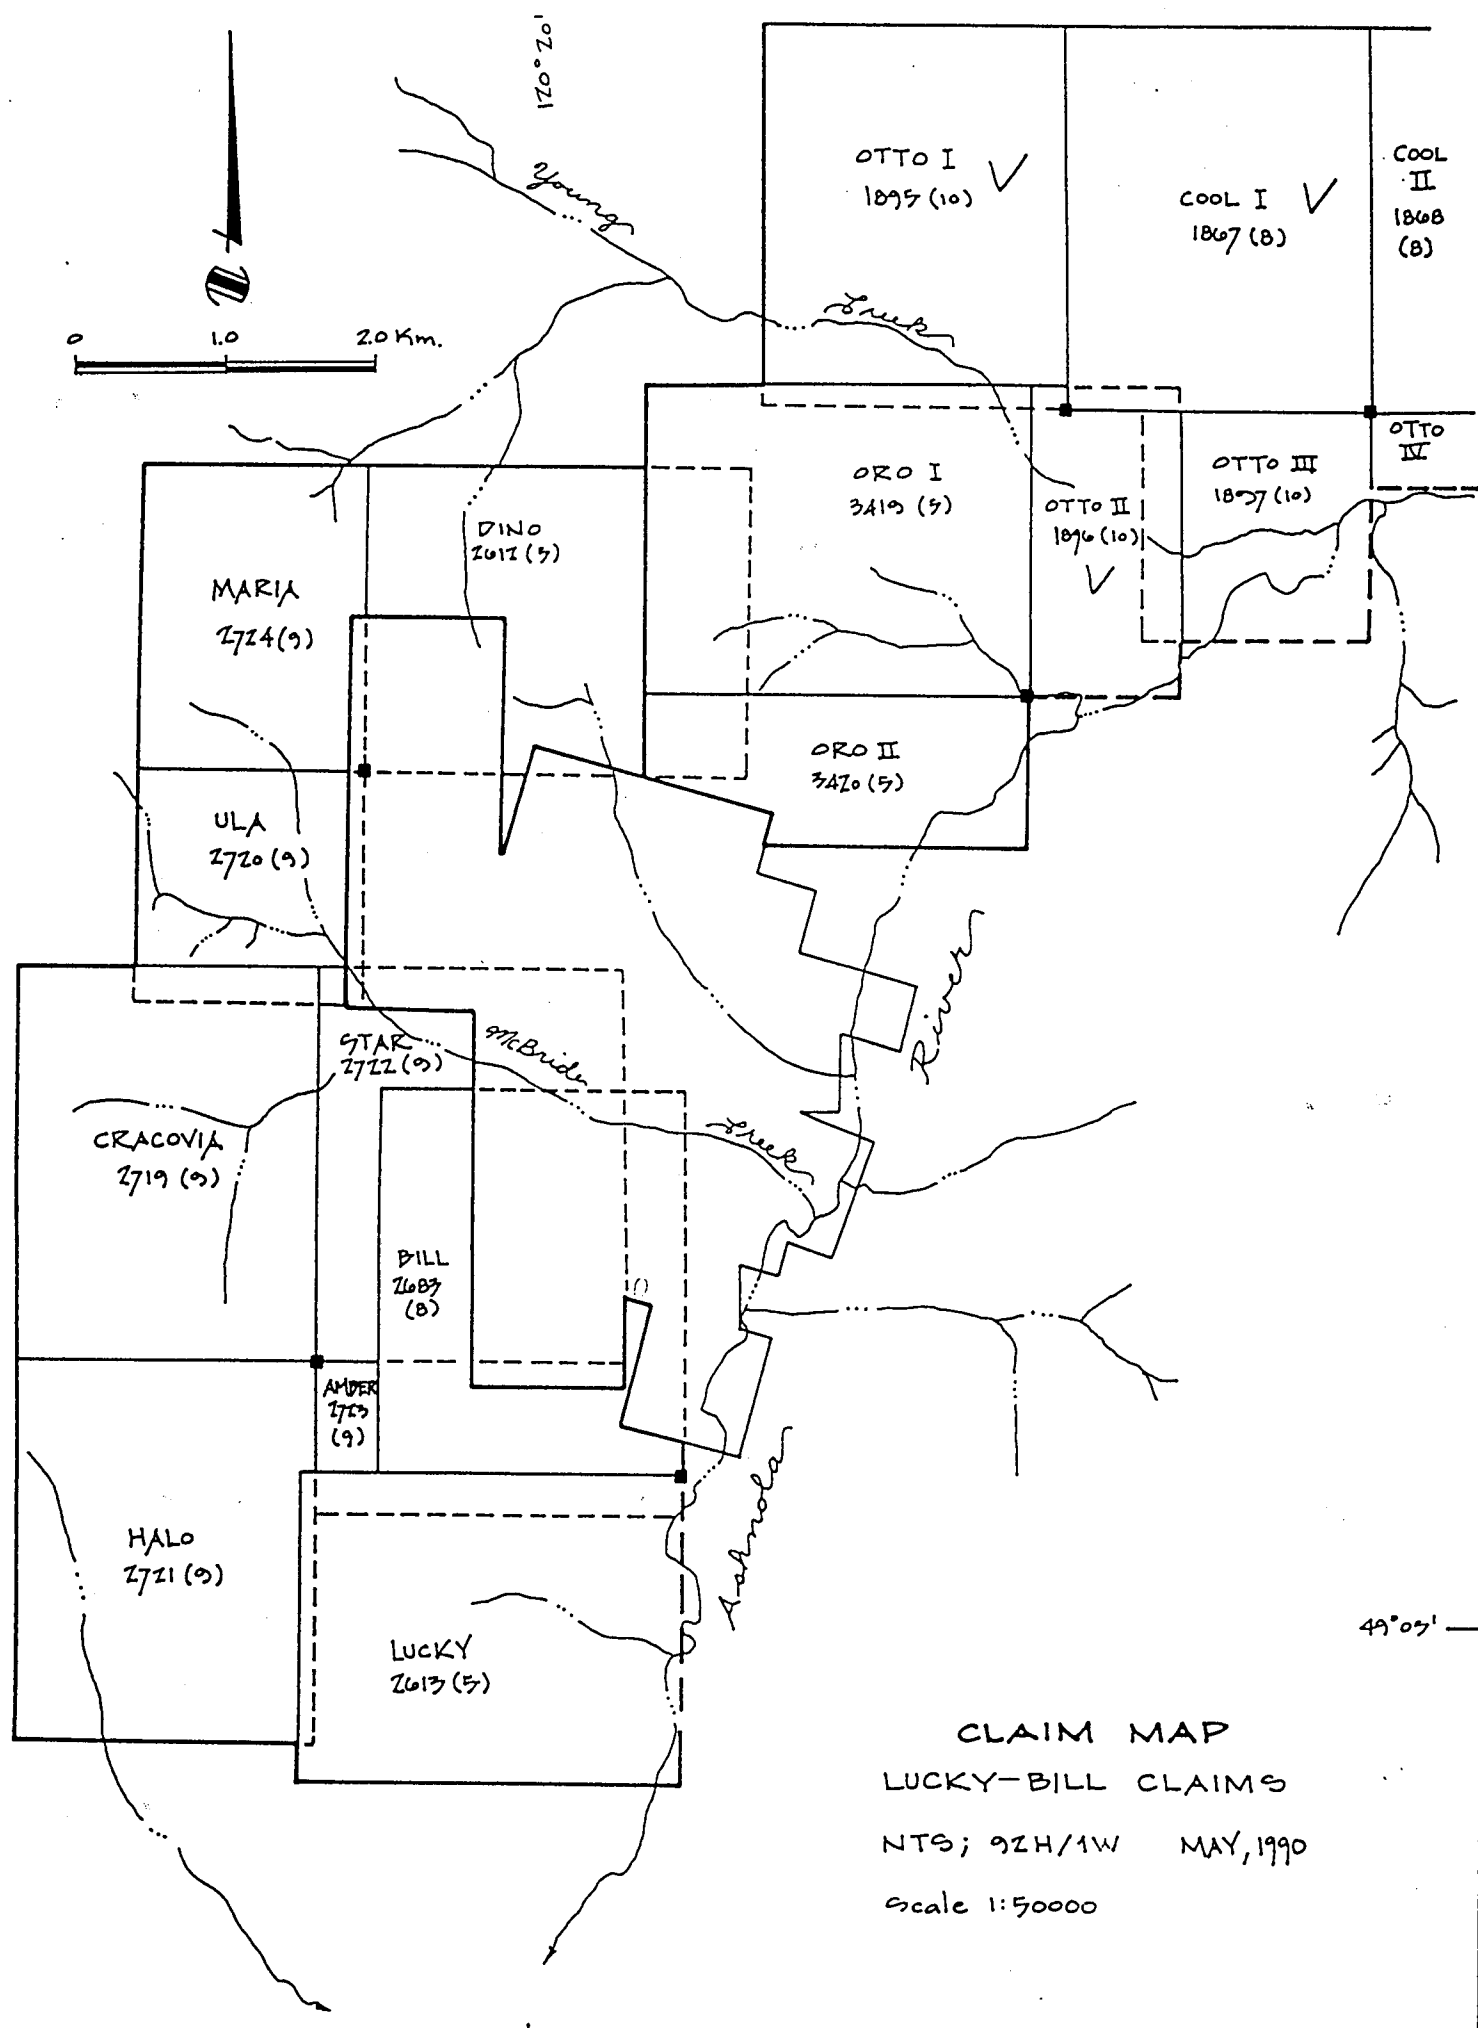 120° 20'
N
0 1.0 2.0 Km.
Young
Creek
OTTO I
1895 (10)
COOL I
1867 (8)
COOL
II
1868
(8)
ORO I
3419 (5)
OTTO II
1896 (10)
OTTO III
1897 (10)
OTTO
IV
DINO
2612 (5)
MARIA
2724 (9)
ORO II
3420 (5)
ULA
2720 (9)
River
STAR
2722 (9)
McBride
Creek
CRACOVIA
2719 (9)
BILL
2683
(8)
AMBER
2723
(9)
Ashnola
HALO
2721 (9)
LUCKY
2613 (5)
49° 05'
CLAIM MAP
LUCKY-BILL CLAIMS
NTS; 92H/1W MAY, 1990
Scale 1:50000